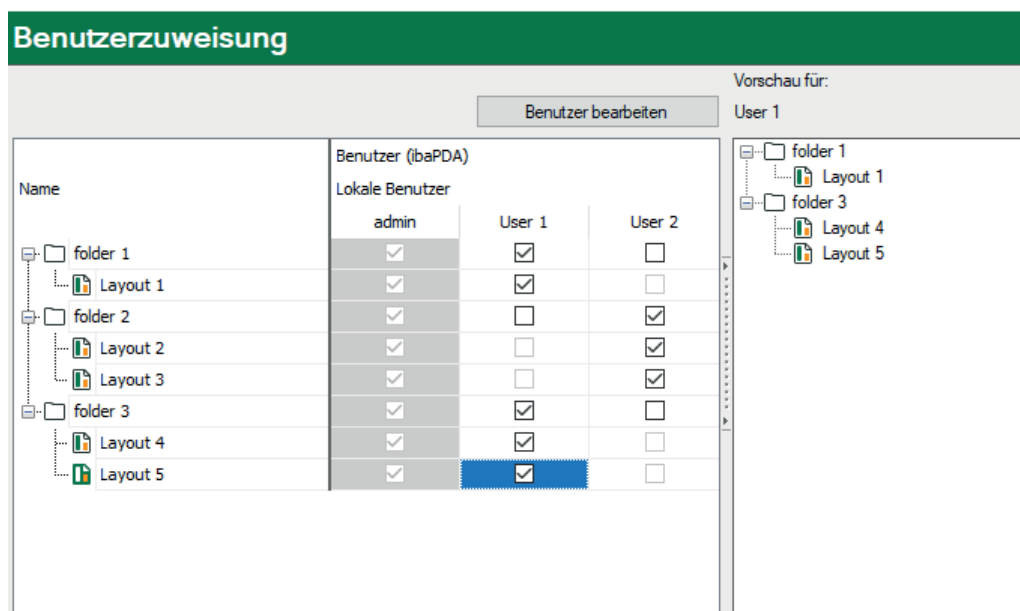 Benutzerzuweisung
Vorschau für:
Benutzer bearbeiten
User 1
Name
Benutzer (ibaPDA)
Lokale Benutzer
admin User 1 User 2
folder 1
Layout 1
folder 2
Layout 2
Layout 3
folder 3
Layout 4
Layout 5
folder 1
Layout 1
folder 3
Layout 4
Layout 5